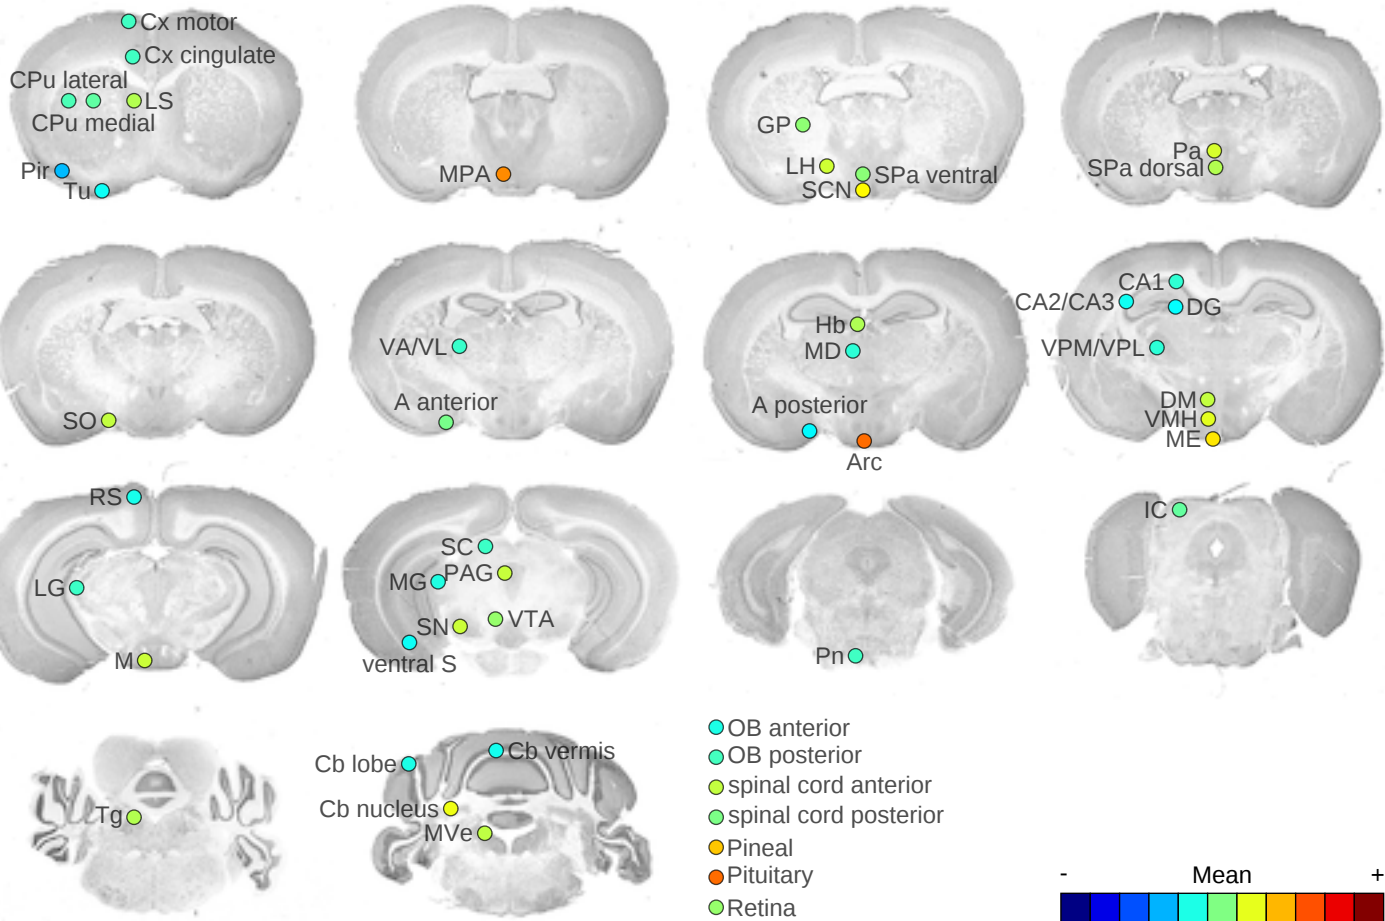 Cx motor
Cx cingulate
CPu lateral
LS
CPu medial
Pir
Tu
MPA
GP
LH
SPa ventral
SCN
Pa
SPa dorsal
SO
VA/VL
A anterior
Hb
MD
A posterior
Arc
CA1
CA2/CA3
DG
VPM/VPL
DM
VMH
ME
RS
LG
M
SC
MG
PAG
SN
VTA
ventral S
Pn
IC
Tg
Cb lobe
Cb vermis
Cb nucleus
MVe
OB anterior
OB posterior
spinal cord anterior
spinal cord posterior
Pineal
Pituitary
Retina
- Mean +